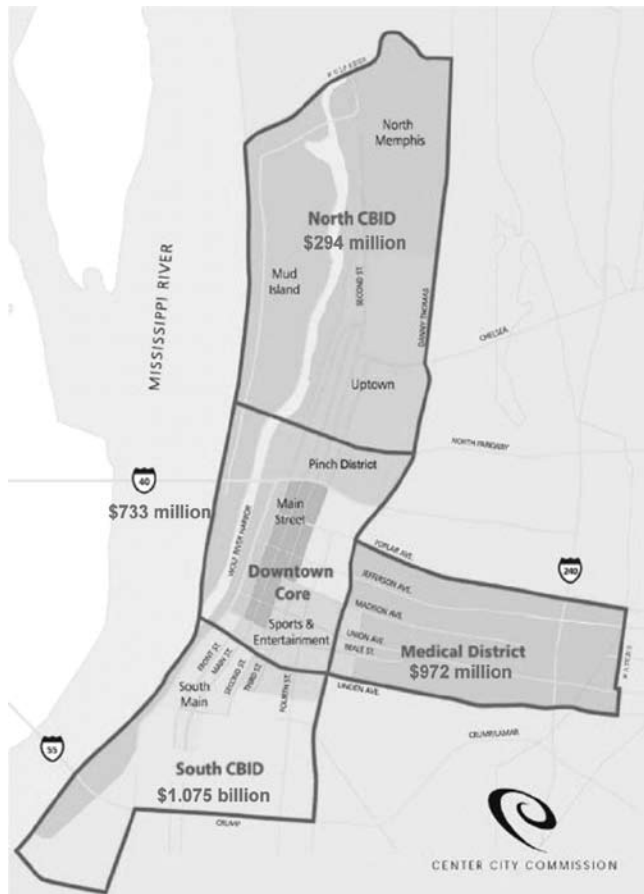 North
Memphis
North CBID
$294 million
MISSISSIPPI RIVER
Mud
Island
SECOND ST.
DANNY THOMAS
CHELSEA
Uptown
NORTH PARKWAY
Pinch District
40
$733 million
Main
Street
WOLF RIVER HARBOR
POPLAR AVE.
240
Downtown
Core
JEFFERSON AVE.
MADISON AVE.
Sports &
Entertainment
UNION AVE.
BEALE ST.
Medical District
$972 million
FRONT ST.
MAIN ST.
SECOND ST.
THIRD ST.
FOURTH ST.
LINDEN AVE.
South
Main
CRUMP/LAMAR
55
South CBID
$1.075 billion
CRUMP
CENTER CITY COMMISSION